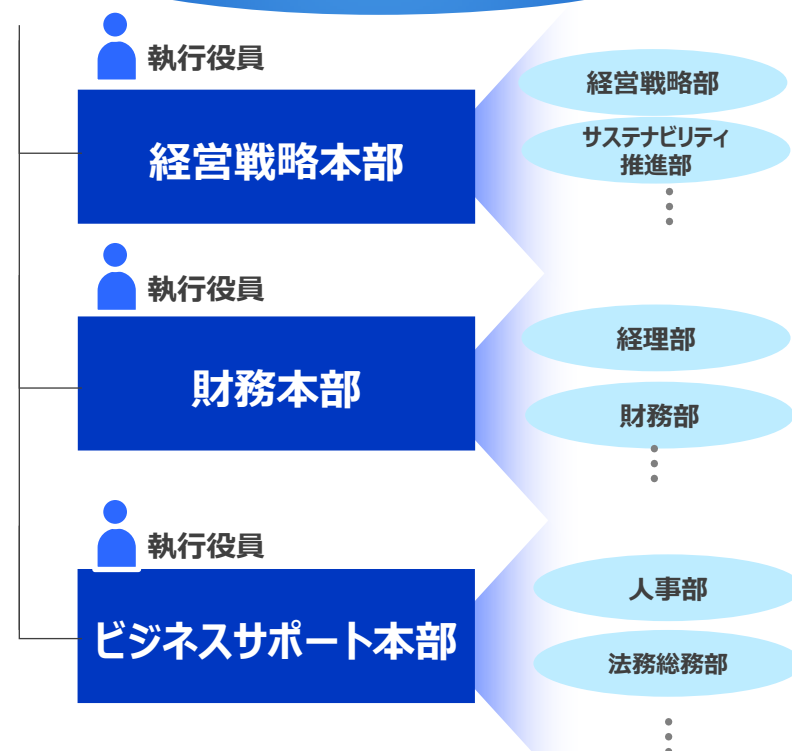 執行役員
経営戦略本部
経営戦略部
サステナビリティ
推進部
執行役員
財務本部
経理部
財務部
執行役員
ビジネスサポート本部
人事部
法務総務部